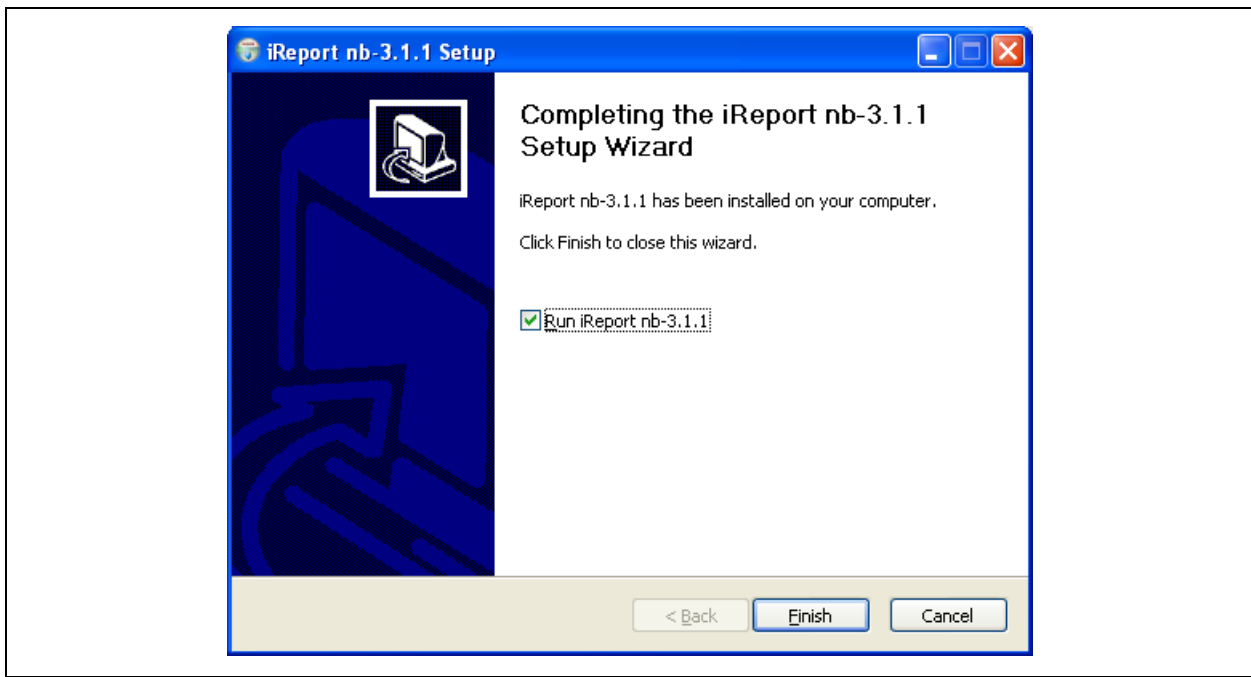 iReport nb-3.1.1 Setup
Completing the iReport nb-3.1.1
Setup Wizard
iReport nb-3.1.1 has been installed on your computer.
Click Finish to close this wizard.
Run iReport nb-3.1.1
< Back Finish Cancel